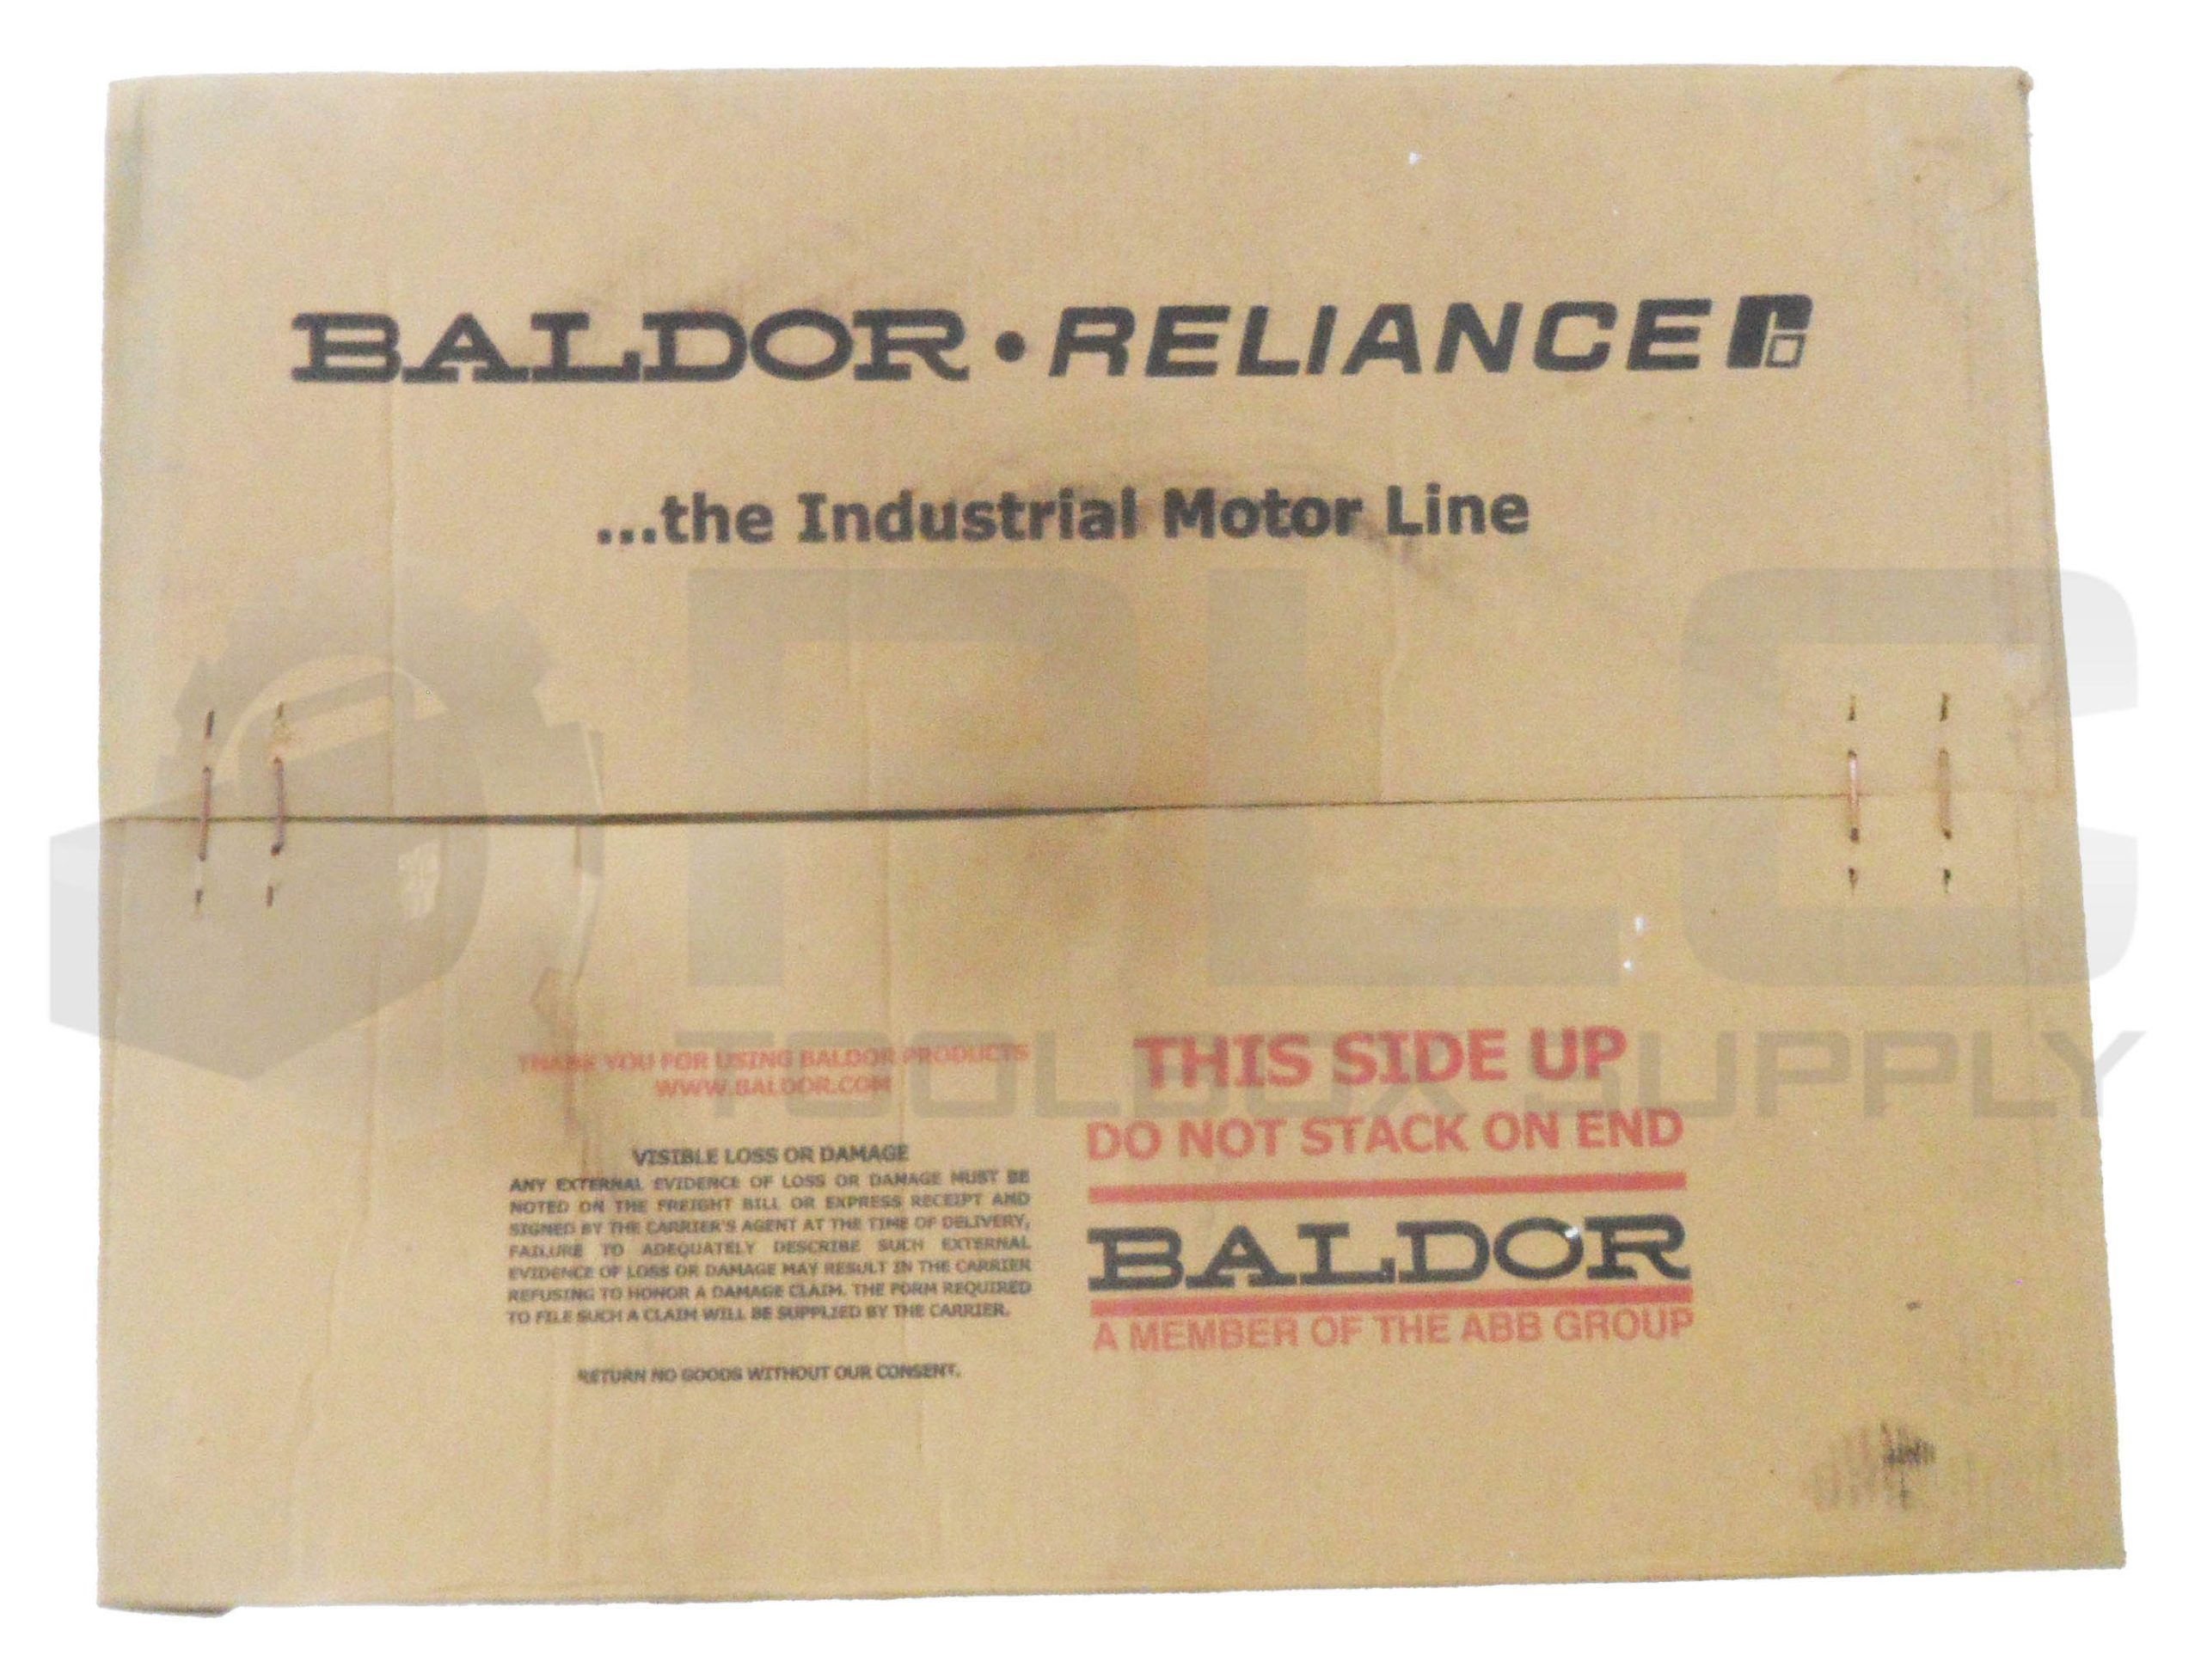 BALDOR • RELIANCE
...the Industrial Motor Line
PLC
TOOLBOX SUPPLY
THANK YOU FOR USING BALDOR PRODUCTS
WWW.BALDOR.COM
VISIBLE LOSS OR DAMAGE
ANY EXTERNAL EVIDENCE OF LOSS OR DAMAGE MUST BE
NOTED ON THE FREIGHT BILL OR EXPRESS RECEIPT AND
SIGNED BY THE CARRIER'S AGENT AT THE TIME OF DELIVERY,
FAILURE TO ADEQUATELY DESCRIBE SUCH EXTERNAL
EVIDENCE OF LOSS OR DAMAGE MAY RESULT IN THE CARRIER
REFUSING TO HONOR A DAMAGE CLAIM. THE FORM REQUIRED
TO FILE SUCH A CLAIM WILL BE SUPPLIED BY THE CARRIER.
RETURN NO GOODS WITHOUT OUR CONSENT.
THIS SIDE UP
DO NOT STACK ON END
BALDOR
A MEMBER OF THE ABB GROUP